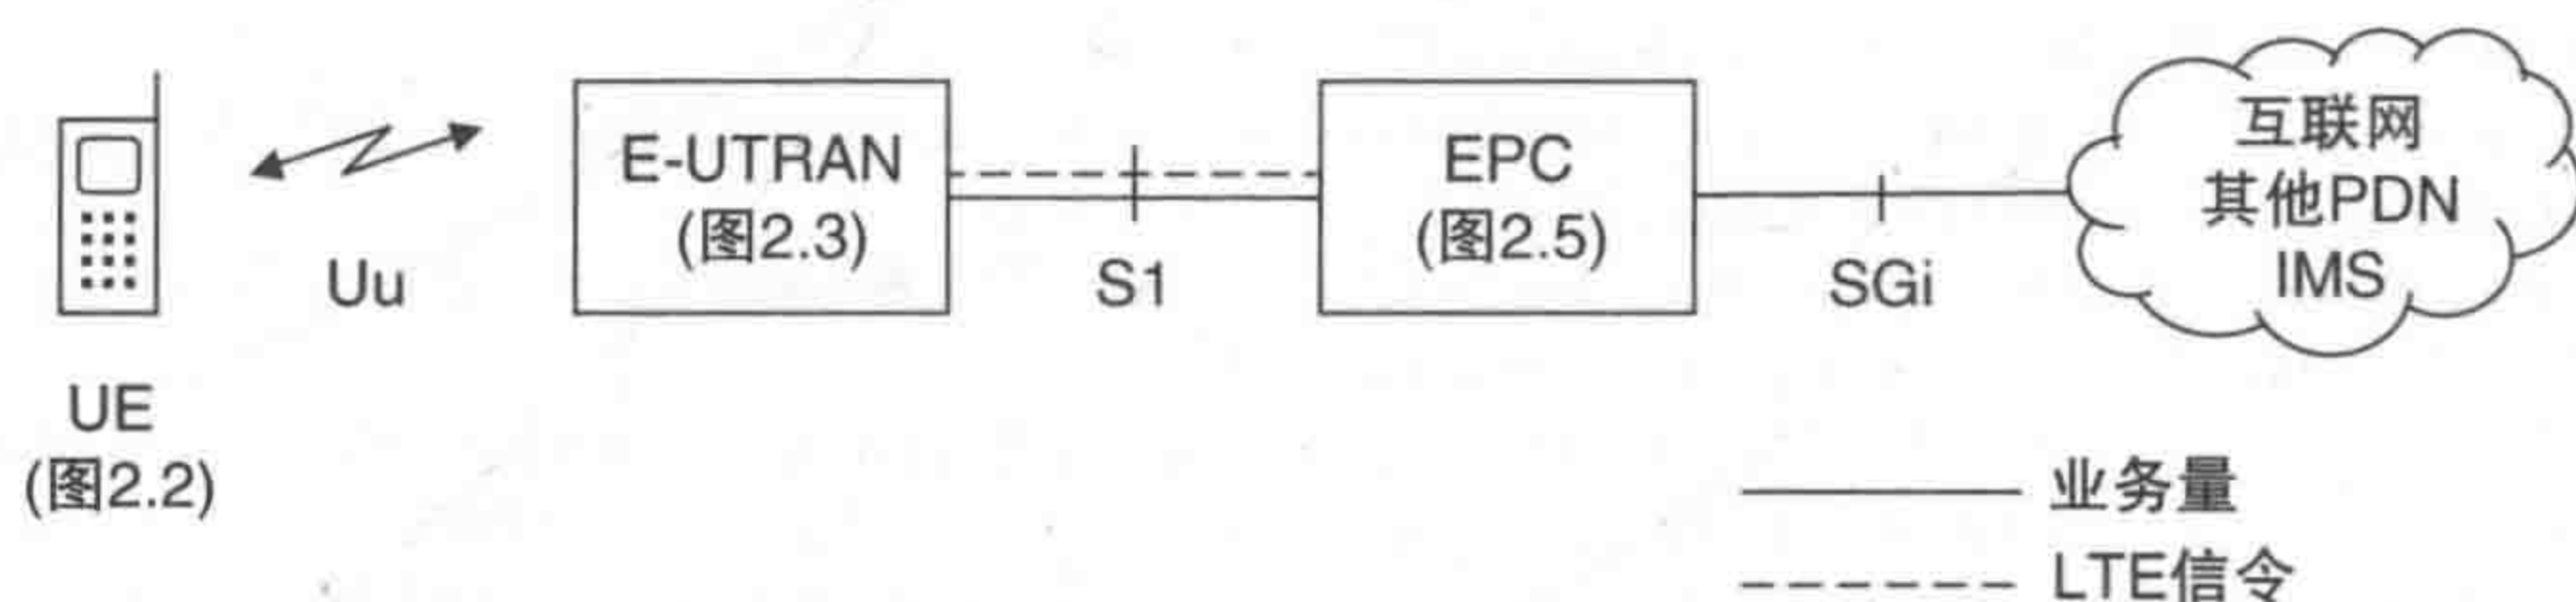 UE
(图2.2)
Uu
E-UTRAN
(图2.3)
S1
EPC
(图2.5)
SGi
互联网
其他PDN
IMS
业务量
LTE信令